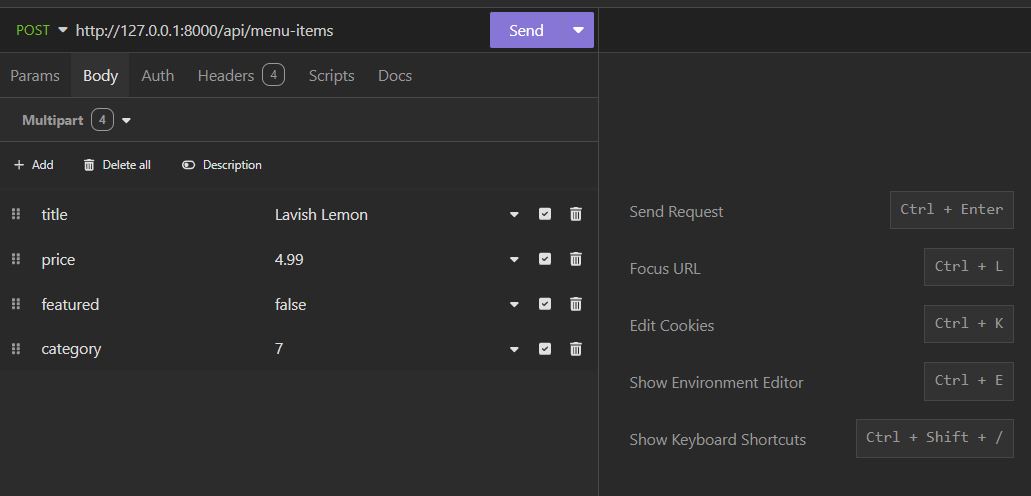 POST http://127.0.0.1:8000/api/menu-items Send
Params Body Auth Headers 4 Scripts Docs
Multipart 4
+ Add Delete all Description
title Lavish Lemon
price 4.99
featured false
category 7
Send Request Ctrl + Enter
Focus URL Ctrl + L
Edit Cookies Ctrl + K
Show Environment Editor Ctrl + E
Show Keyboard Shortcuts Ctrl + Shift + /